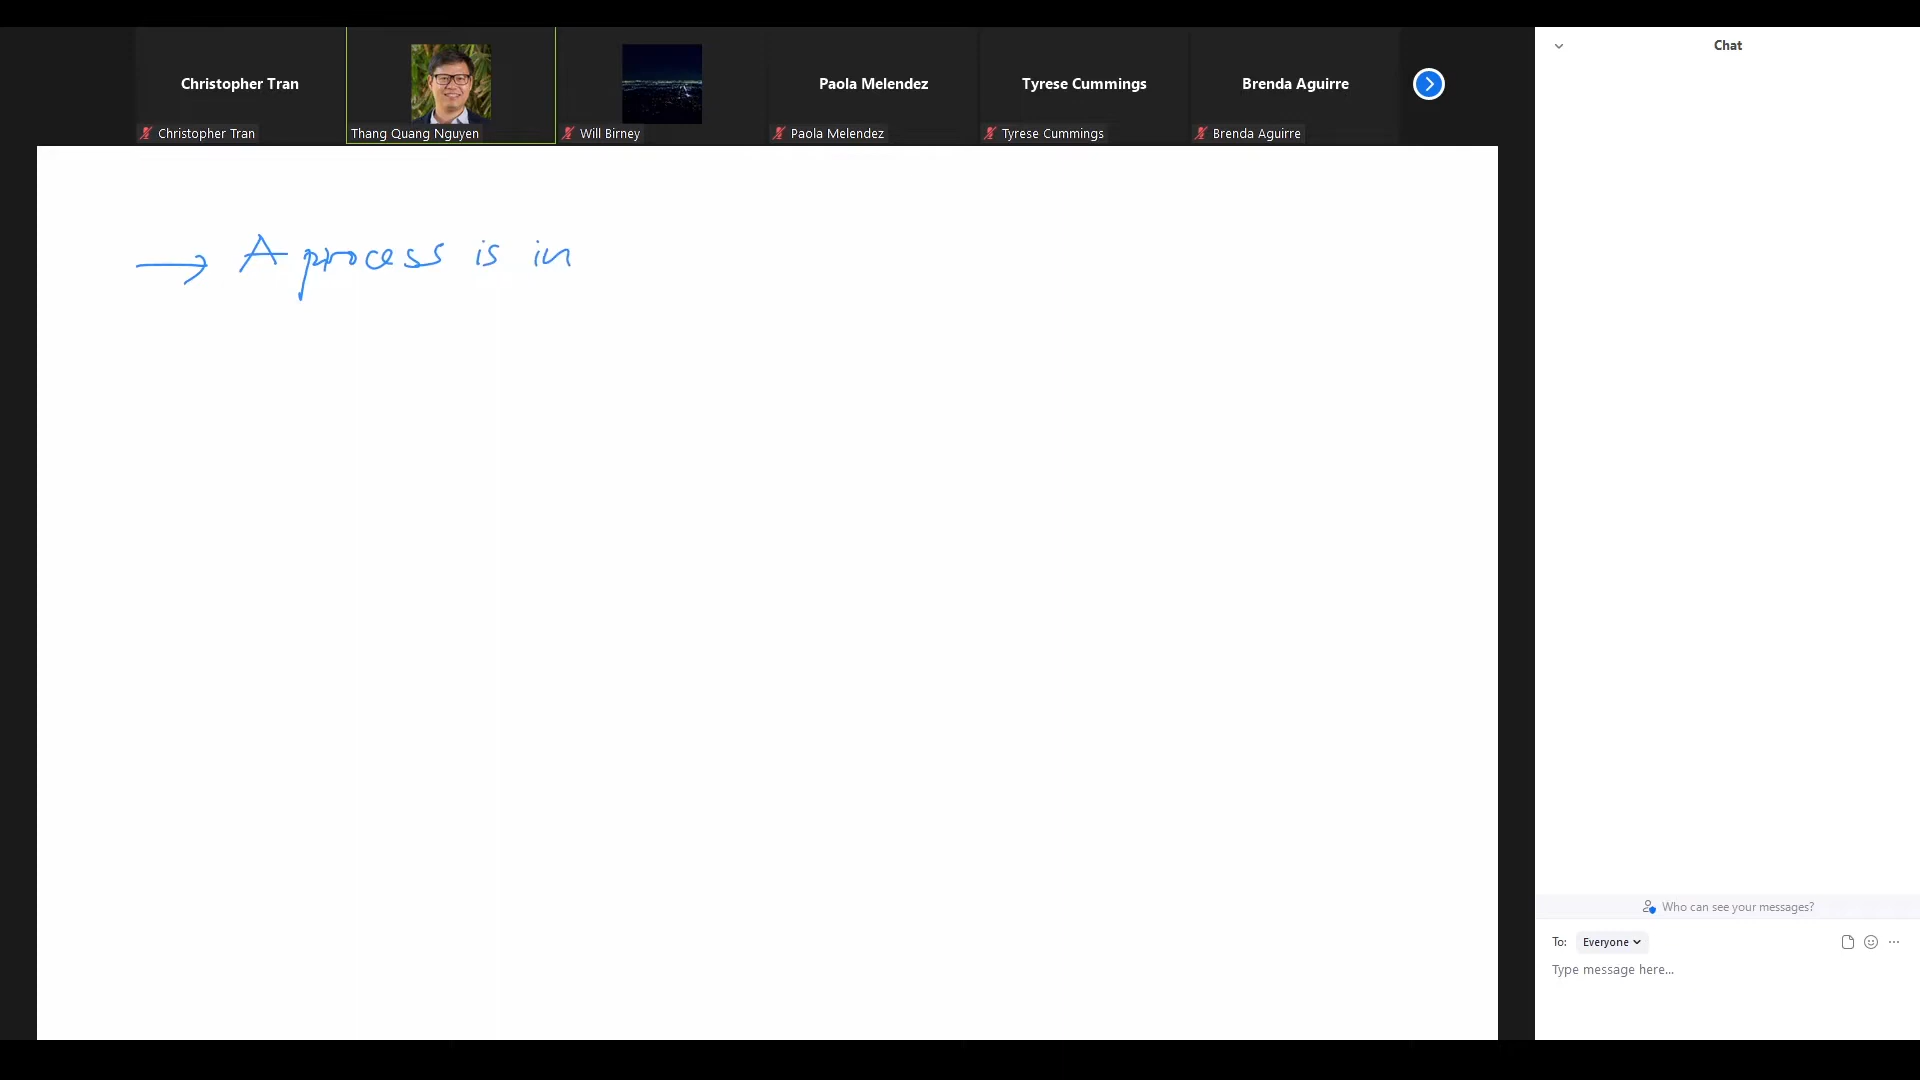 Chat
Christopher Tran
Paola Melendez
Tyrese Cummings
Brenda Aguirre
Christopher Tran
Thang Quang Nguyen
Will Birney
Paola Melendez
Tyrese Cummings
Brenda Aguirre
→ A process is in
Who can see your messages?
To: Everyone
Type message here...